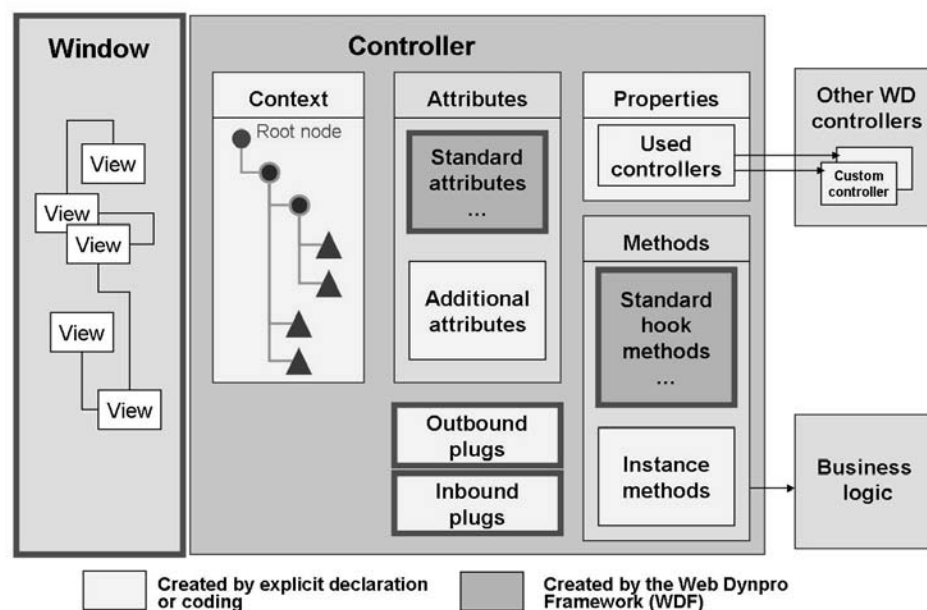 Window
View
View
View
View
View
Controller
Context
Root node
Attributes
Standard
attributes
...
Additional
attributes
Outbound
plugs
Inbound
plugs
Properties
Used
controllers
Methods
Standard
hook
methods
...
Instance
methods
Other WD
controllers
Custom
controller
Business
logic
Created by explicit declaration
or coding
Created by the Web Dynpro
Framework (WDF)